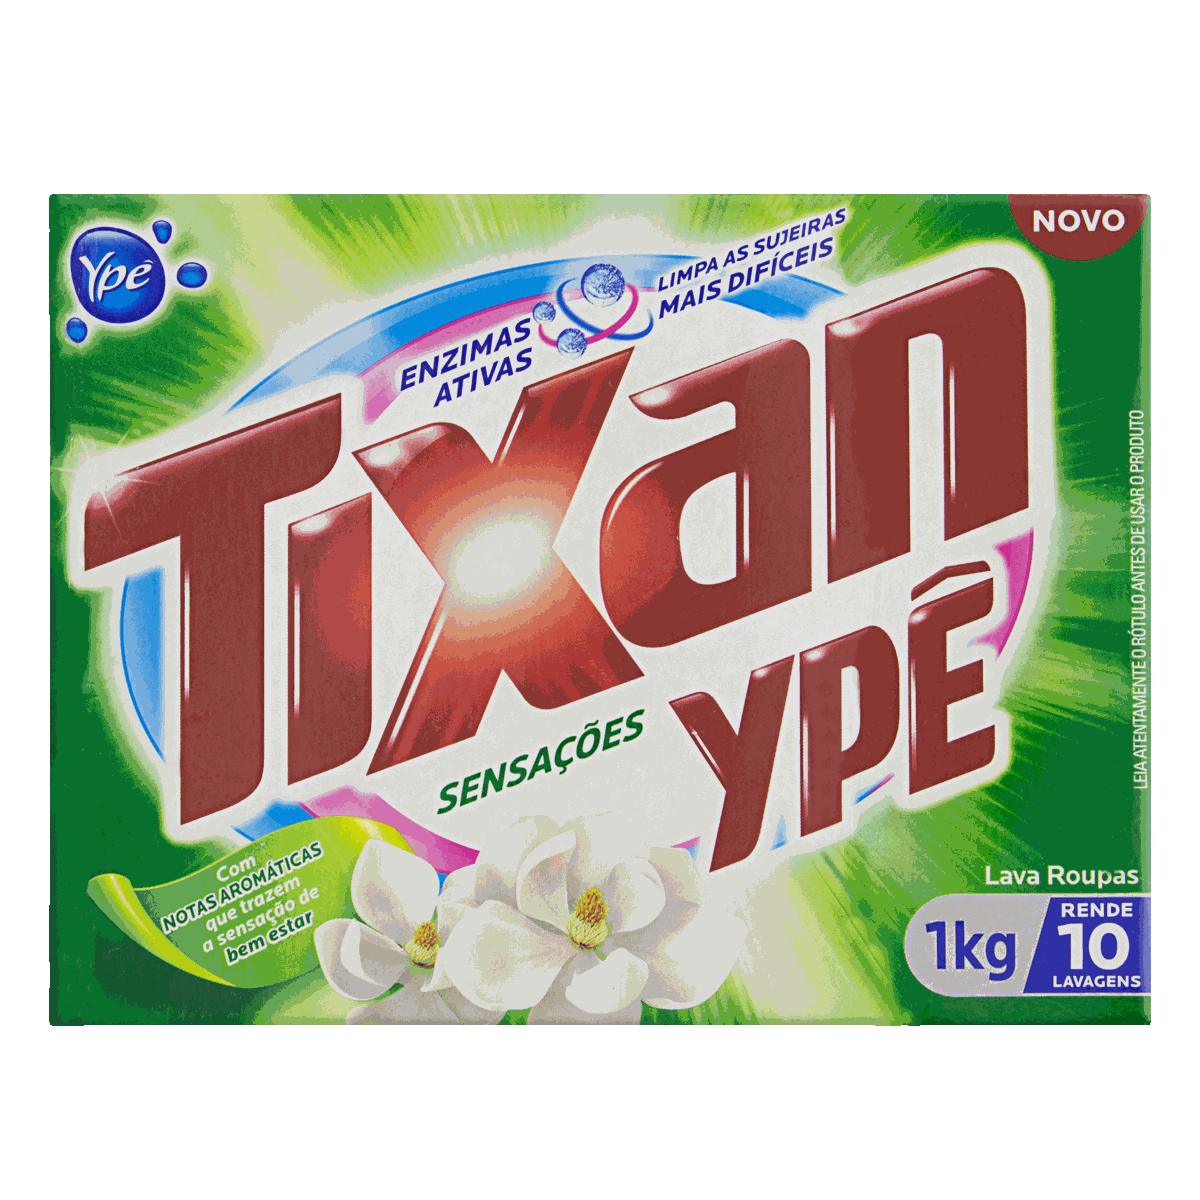 Ypê
NOVO
LIMPA AS SUJEIRAS
MAIS DIFÍCEIS
ENZIMAS
ATIVAS
TIXAN
YPÊ
SENSAÇÕES
Com
NOTAS AROMÁTICAS
que trazem
a sensação de
bem estar
LEIA ATENTAMENTE O RÓTULO ANTES DE USAR O PRODUTO
Lava Roupas
1kg
RENDE
10
LAVAGENS